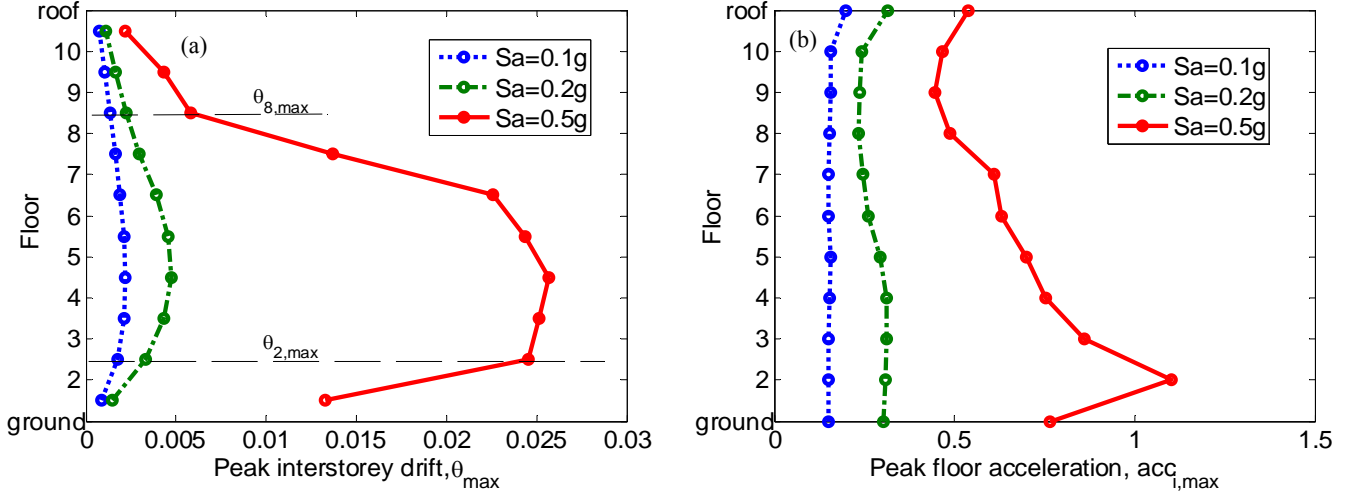 roof
10
9
8
7
6
5
4
3
2
ground
Floor
(a)
Sa=0.1g
Sa=0.2g
Sa=0.5g
θ8,max
θ2,max
0 0.005 0.01 0.015 0.02 0.025 0.03
Peak interstorey drift,θmax
roof
10
9
8
7
6
5
4
3
2
ground
Floor
(b)
Sa=0.1g
Sa=0.2g
Sa=0.5g
0 0.5 1 1.5
Peak floor acceleration, acci,max